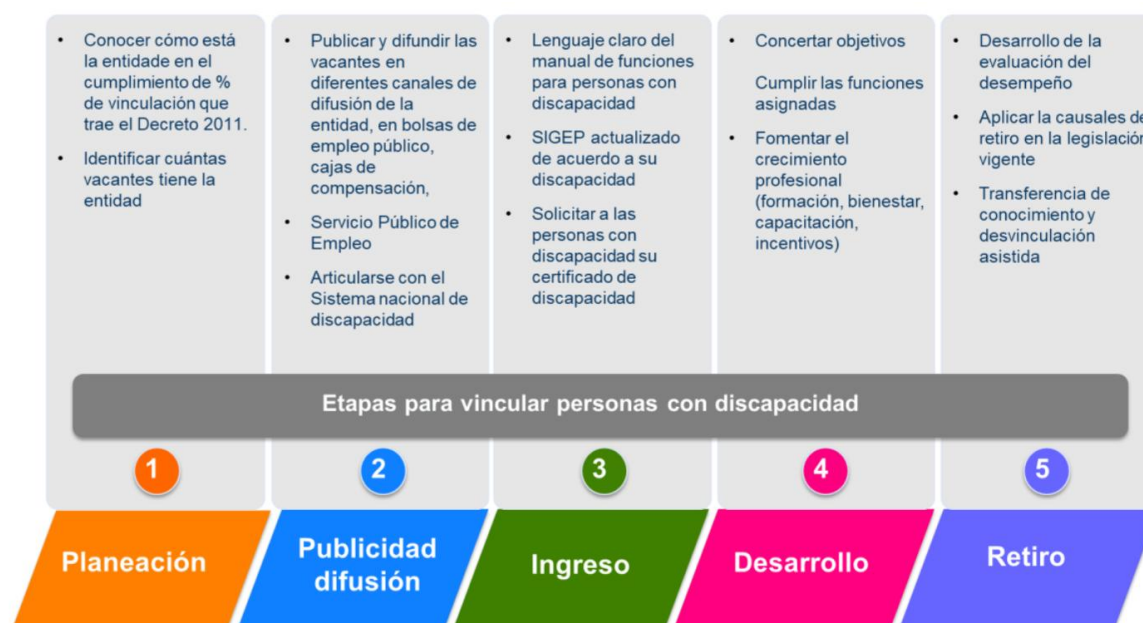 • Conocer cómo está
la entidade en el
cumplimiento de %
de vinculación que
trae el Decreto 2011.
• Identificar cuántas
vacantes tiene la
entidad
• Publicar y difundir las
vacantes en
diferentes canales de
difusión de la
entidad, en bolsas de
empleo público,
cajas de
compensación,
• Servicio Público de
Empleo
• Articularse con el
Sistema nacional de
discapacidad
• Lenguaje claro del
manual de funciones
para personas con
discapacidad
• SIGEP actualizado
de acuerdo a su
discapacidad
• Solicitar a las
personas con
discapacidad su
certificado de
discapacidad
• Concertar objetivos
Cumplir las funciones
asignadas
• Fomentar el
crecimiento
profesional
(formación, bienestar,
capacitación,
incentivos)
• Desarrollo de la
evaluación del
desempeño
• Aplicar la causales de
retiro en la legislación
vigente
• Transferencia de
conocimiento y
desvinculación
asistida
Etapas para vincular personas con discapacidad
1
2
3
4
5
Planeación
Publicidad
difusión
Ingreso
Desarrollo
Retiro